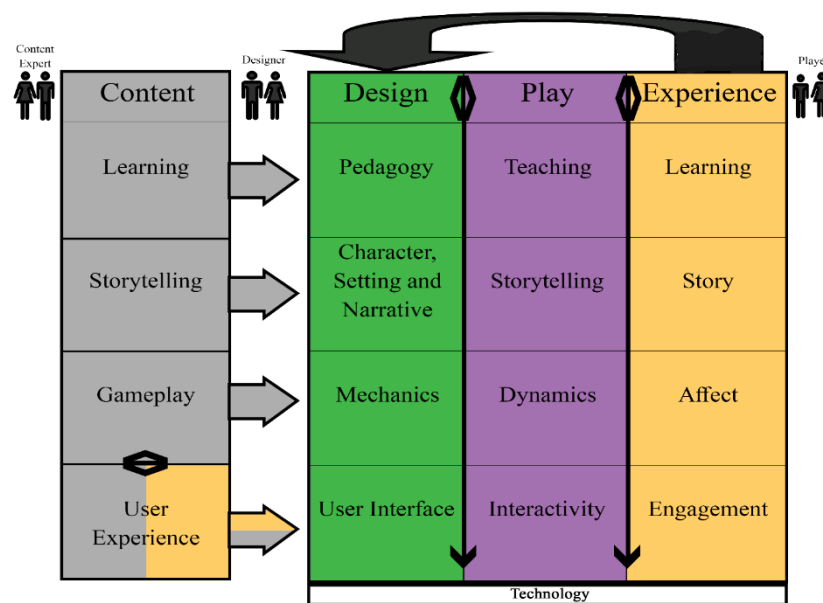 Content
Expert
Designer
Playe
Content
Design
Play
Experience
Learning
Pedagogy
Teaching
Learning
Storytelling
Character,
Setting and
Narrative
Storytelling
Story
Gameplay
Mechanics
Dynamics
Affect
User
Experience
User Interface
Interactivity
Engagement
Technology